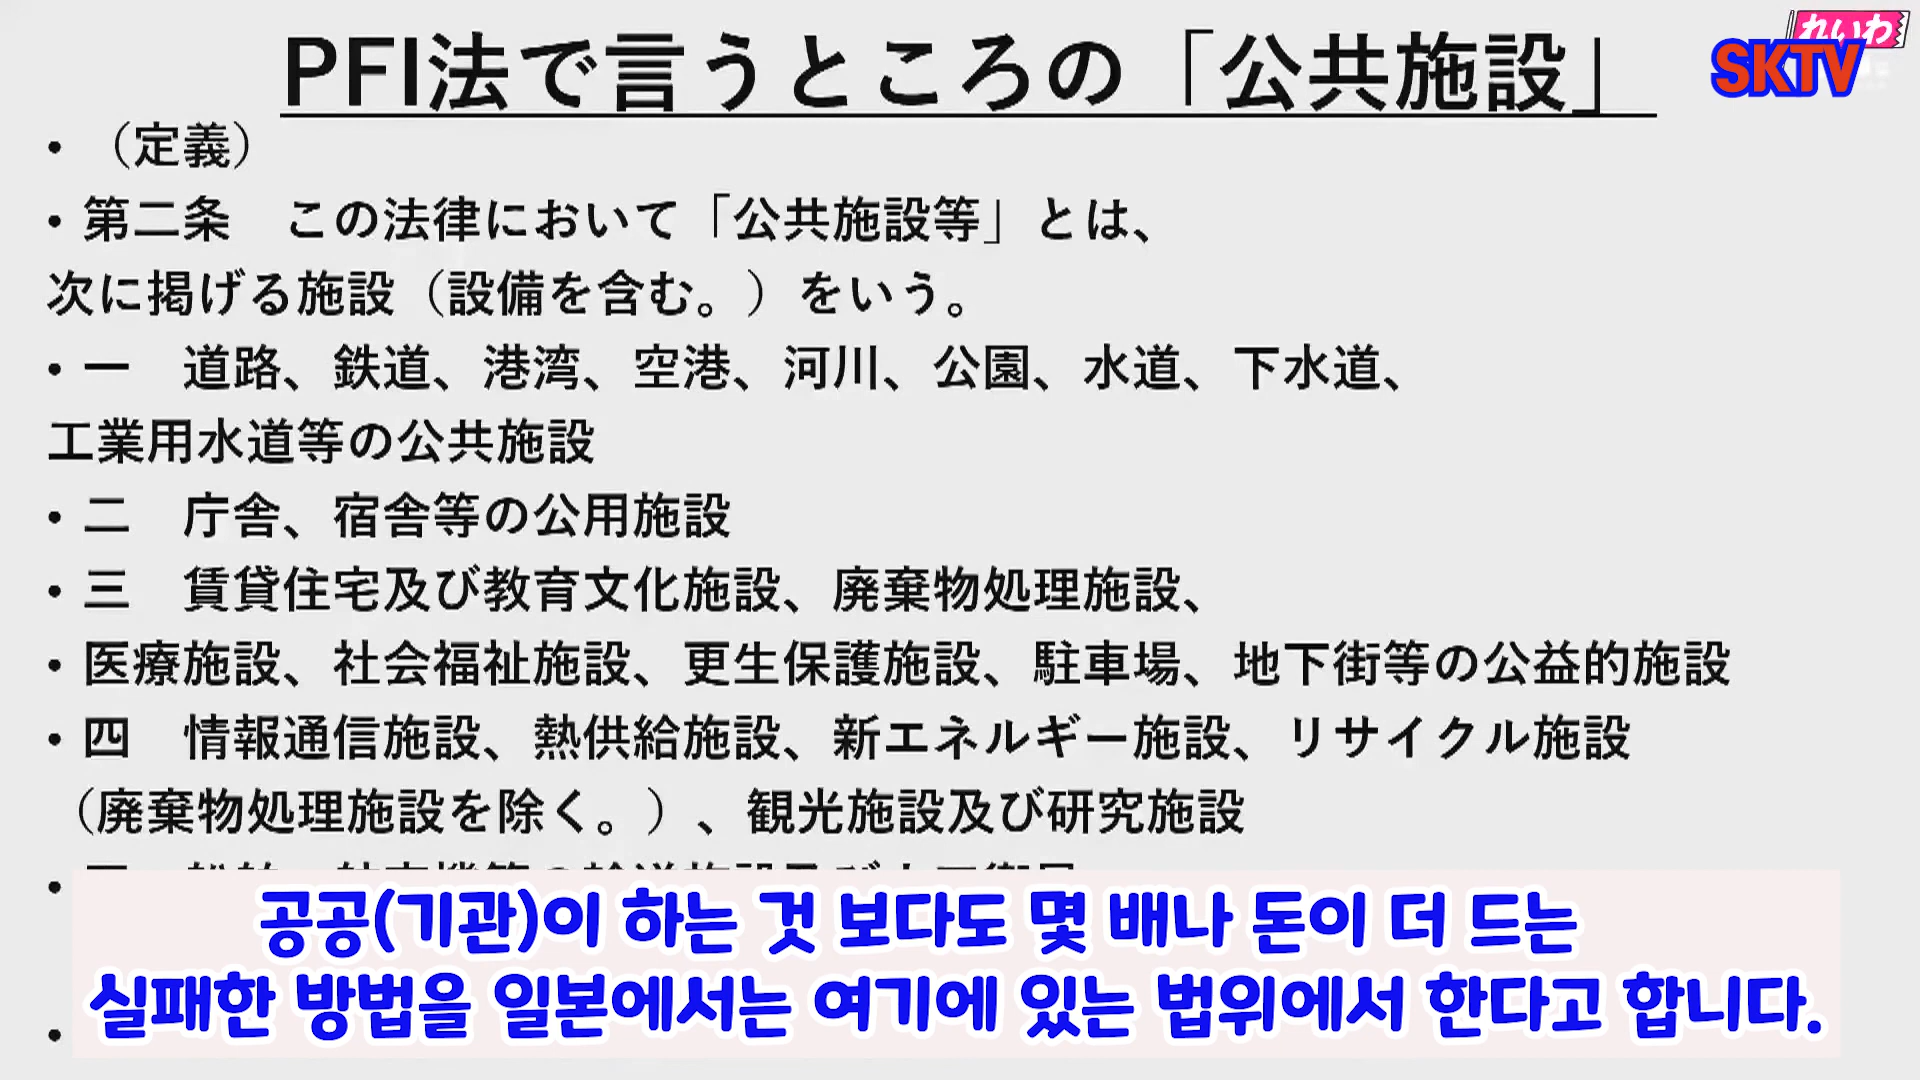 れいわ
SKTV
PFI法で言うところの「公共施設」
• （定義）
• 第二条　この法律において「公共施設等」とは、
次に掲げる施設（設備を含む。）をいう。
• 一　道路、鉄道、港湾、空港、河川、公園、水道、下水道、
工業用水道等の公共施設
• 二　庁舎、宿舎等の公用施設
• 三　賃貸住宅及び教育文化施設、廃棄物処理施設、
• 医療施設、社会福祉施設、更生保護施設、駐車場、地下街等の公益的施設
• 四　情報通信施設、熱供給施設、新エネルギー施設、リサイクル施設
（廃棄物処理施設を除く。）、観光施設及び研究施設
공공(기관)이 하는 것 보다도 몇 배나 돈이 더 드는
실패한 방법을 일본에서는 여기에 있는 법위에서 한다고 합니다.